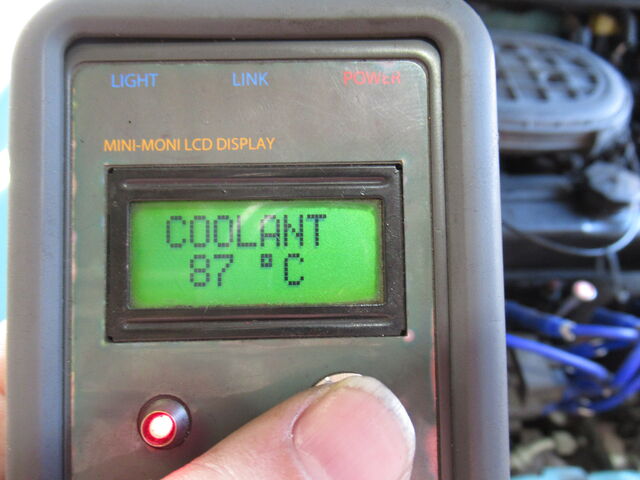 LIGHT LINK POWER
MINI-MONI LCD DISPLAY
COOLANT
87 °C